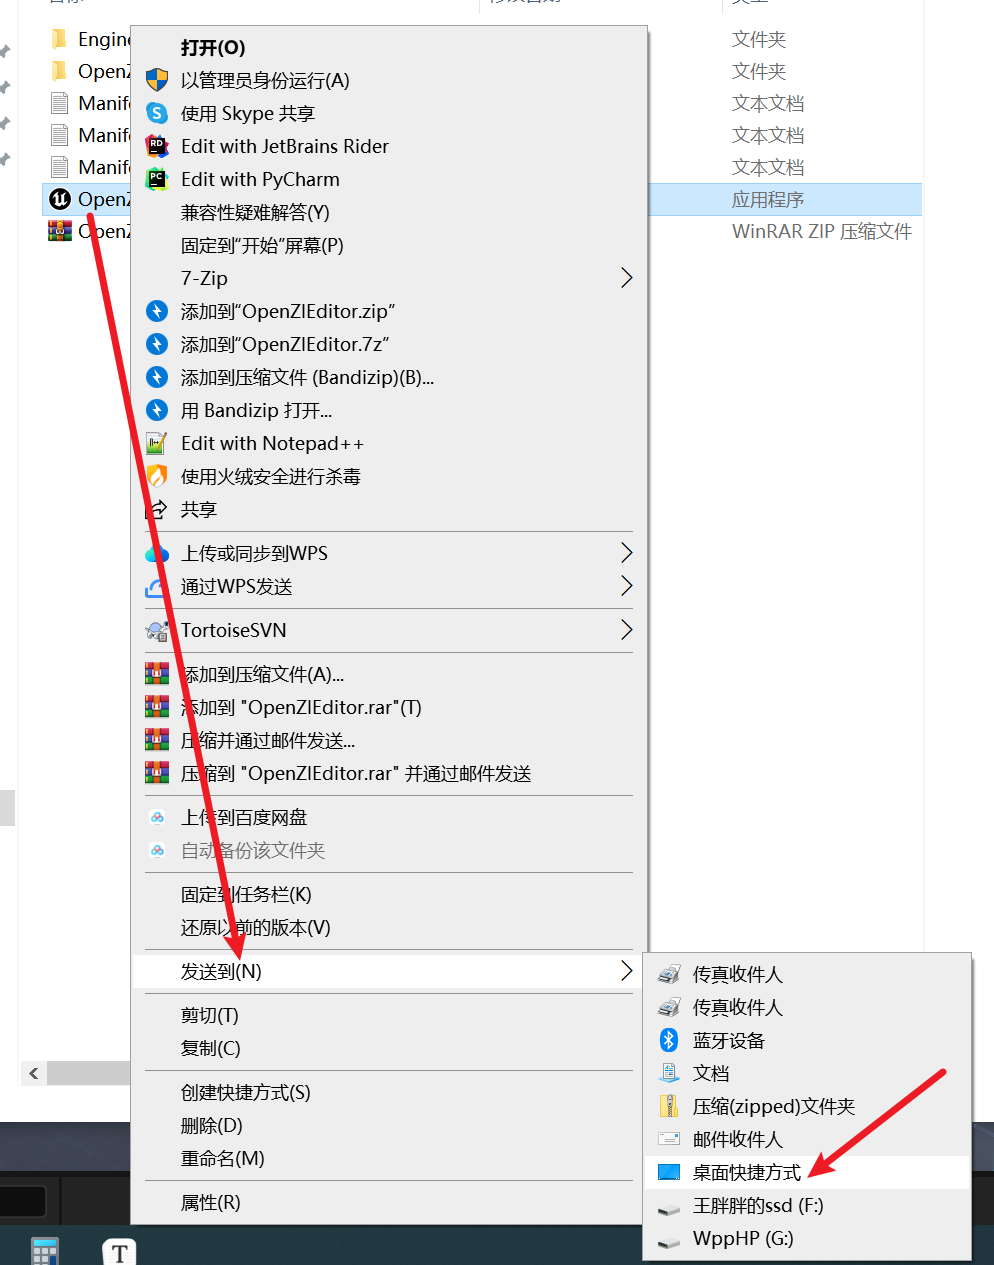 Engine
文件夹
OpenZ
文件夹
Manife
文本文档
Manife
文本文档
Manife
文本文档
OpenZ
应用程序
OpenZ
WinRAR ZIP 压缩文件
打开(O)
以管理员身份运行(A)
使用 Skype 共享
Edit with JetBrains Rider
Edit with PyCharm
兼容性疑难解答(Y)
固定到“开始”屏幕(P)
7-Zip
添加到“OpenZIEditor.zip”
添加到“OpenZIEditor.7z”
添加到压缩文件 (Bandizip)(B)...
用 Bandizip 打开...
Edit with Notepad++
使用火绒安全进行杀毒
共享
上传或同步到WPS
通过WPS发送
TortoiseSVN
添加到压缩文件(A)...
添加到 "OpenZIEditor.rar"(T)
压缩并通过邮件发送...
压缩到 "OpenZIEditor.rar" 并通过邮件发送
上传到百度网盘
自动备份该文件夹
固定到任务栏(K)
还原以前的版本(V)
发送到(N)
剪切(T)
复制(C)
创建快捷方式(S)
删除(D)
重命名(M)
属性(R)
传真收件人
传真收件人
蓝牙设备
文档
压缩(zipped)文件夹
邮件收件人
桌面快捷方式
王胖胖的ssd (F:)
WppHP (G:)
T